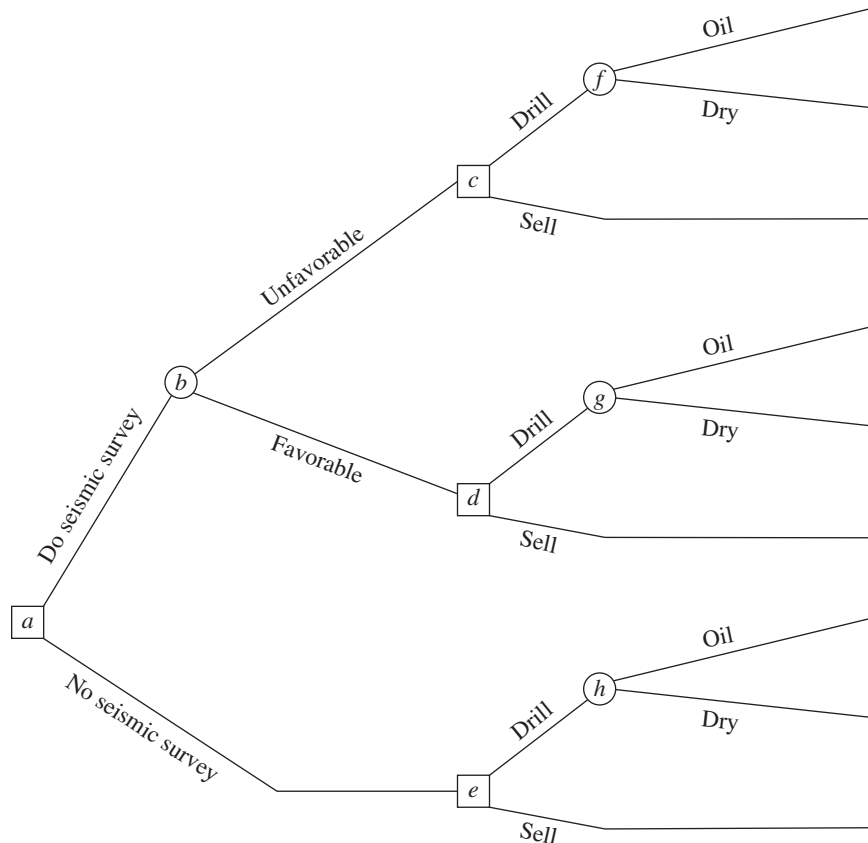 Oil
f
Drill
Dry
c
Sell
Unfavorable
Oil
b
g
Drill
Dry
Favorable
d
Do seismic survey
Sell
a
Oil
No seismic survey
h
Drill
Dry
e
Sell